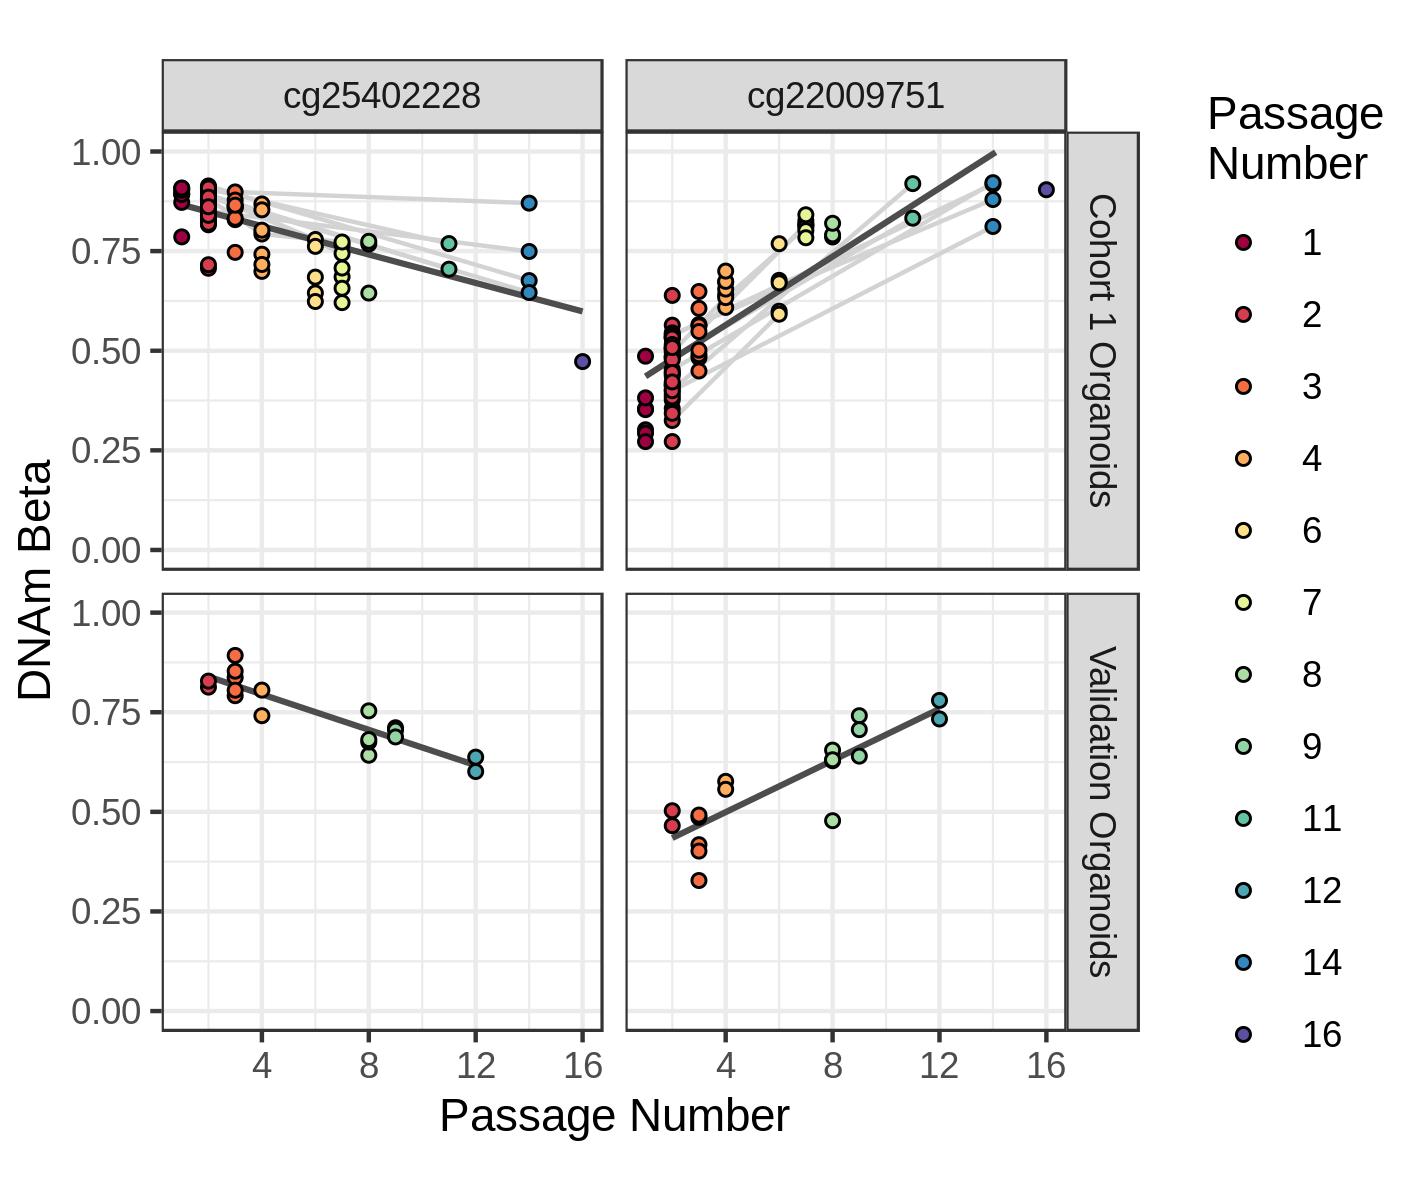 cg25402228
cg22009751
1.00
0.75
0.50
0.25
0.00
Cohort 1 Organoids
1.00
0.75
0.50
0.25
0.00
Validation Organoids
DNAm Beta
4 8 12 16
4 8 12 16
Passage Number
Passage
Number
1
2
3
4
6
7
8
9
11
12
14
16